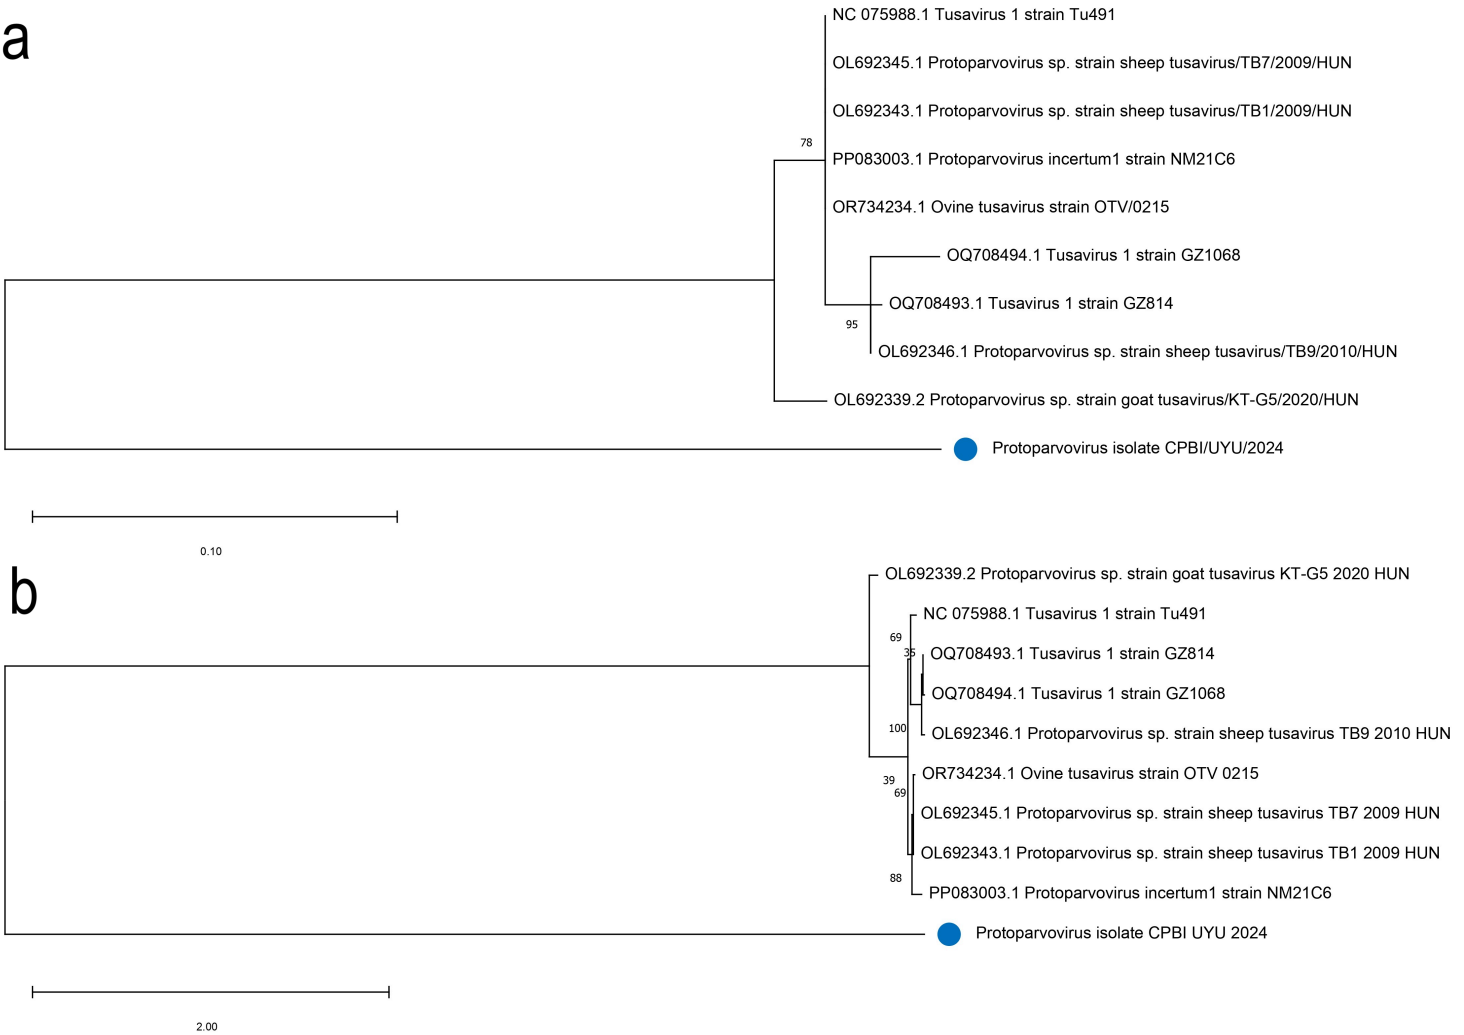 a
NC 075988.1 Tusavirus 1 strain Tu491
OL692345.1 Protoparvovirus sp. strain sheep tusavirus/TB7/2009/HUN
OL692343.1 Protoparvovirus sp. strain sheep tusavirus/TB1/2009/HUN
78
PP083003.1 Protoparvovirus incertum1 strain NM21C6
OR734234.1 Ovine tusavirus strain OTV/0215
OQ708494.1 Tusavirus 1 strain GZ1068
OQ708493.1 Tusavirus 1 strain GZ814
95
OL692346.1 Protoparvovirus sp. strain sheep tusavirus/TB9/2010/HUN
OL692339.2 Protoparvovirus sp. strain goat tusavirus/KT-G5/2020/HUN
Protoparvovirus isolate CPBI/UYU/2024
0.10
b
OL692339.2 Protoparvovirus sp. strain goat tusavirus KT-G5 2020 HUN
NC 075988.1 Tusavirus 1 strain Tu491
69
35
OQ708493.1 Tusavirus 1 strain GZ814
OQ708494.1 Tusavirus 1 strain GZ1068
100
OL692346.1 Protoparvovirus sp. strain sheep tusavirus TB9 2010 HUN
OR734234.1 Ovine tusavirus strain OTV 0215
39
69
OL692345.1 Protoparvovirus sp. strain sheep tusavirus TB7 2009 HUN
OL692343.1 Protoparvovirus sp. strain sheep tusavirus TB1 2009 HUN
88
PP083003.1 Protoparvovirus incertum1 strain NM21C6
Protoparvovirus isolate CPBI UYU 2024
2.00